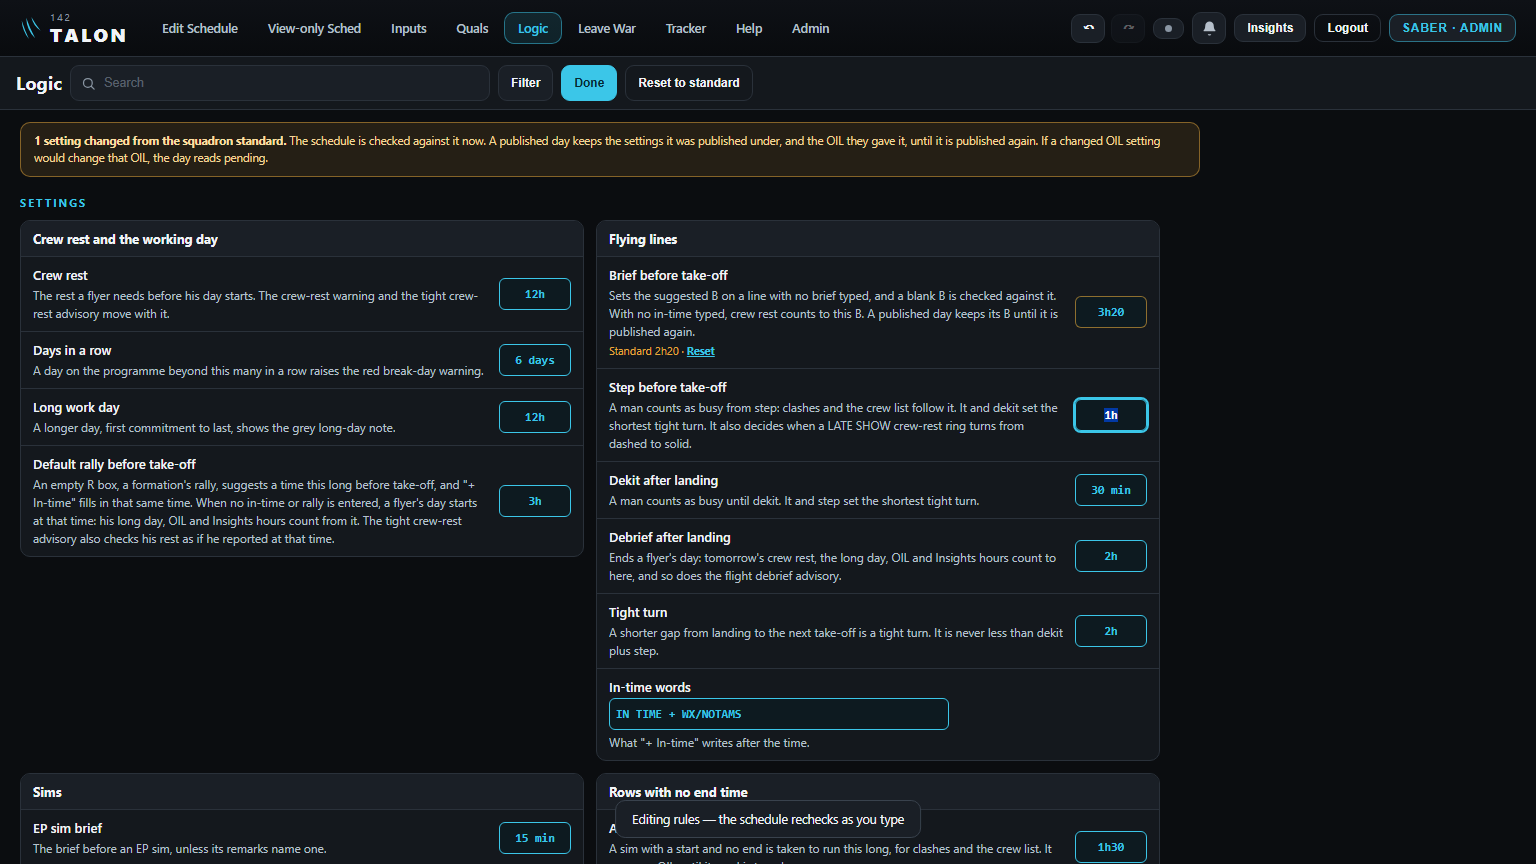 142
TALON
Edit Schedule
View-only Sched
Inputs
Quals
Logic
Leave War
Tracker
Help
Admin
Insights
Logout
SABER · ADMIN
Logic
Search
Filter
Done
Reset to standard
1 setting changed from the squadron standard. The schedule is checked against it now. A published day keeps the settings it was published under, and the OIL they gave it, until it is published again. If a changed OIL setting
would change that OIL, the day reads pending.
SETTINGS
Crew rest and the working day
Crew rest
The rest a flyer needs before his day starts. The crew-rest warning and the tight crew-
rest advisory move with it.
12h
Days in a row
A day on the programme beyond this many in a row raises the red break-day warning.
6 days
Long work day
A longer day, first commitment to last, shows the grey long-day note.
12h
Default rally before take-off
An empty R box, a formation's rally, suggests a time this long before take-off, and "+
In-time" fills in that same time. When no in-time or rally is entered, a flyer's day starts
at that time: his long day, OIL and Insights hours count from it. The tight crew-rest
advisory also checks his rest as if he reported at that time.
3h
Flying lines
Brief before take-off
Sets the suggested B on a line with no brief typed, and a blank B is checked against it.
With no in-time typed, crew rest counts to this B. A published day keeps its B until it is
published again.
Standard 2h20 · Reset
3h20
Step before take-off
A man counts as busy from step: clashes and the crew list follow it. It and dekit set the
shortest tight turn. It also decides when a LATE SHOW crew-rest ring turns from
dashed to solid.
1h
Dekit after landing
A man counts as busy until dekit. It and step set the shortest tight turn.
30 min
Debrief after landing
Ends a flyer's day: tomorrow's crew rest, the long day, OIL and Insights hours count to
here, and so does the flight debrief advisory.
2h
Tight turn
A shorter gap from landing to the next take-off is a tight turn. It is never less than dekit
plus step.
2h
In-time words
IN TIME + WX/NOTAMS
What "+ In-time" writes after the time.
Sims
EP sim brief
The brief before an EP sim, unless its remarks name one.
15 min
Rows with no end time
A sim with a start and no end is taken to run this long, for clashes and the crew list. It
1h30
Editing rules — the schedule rechecks as you type